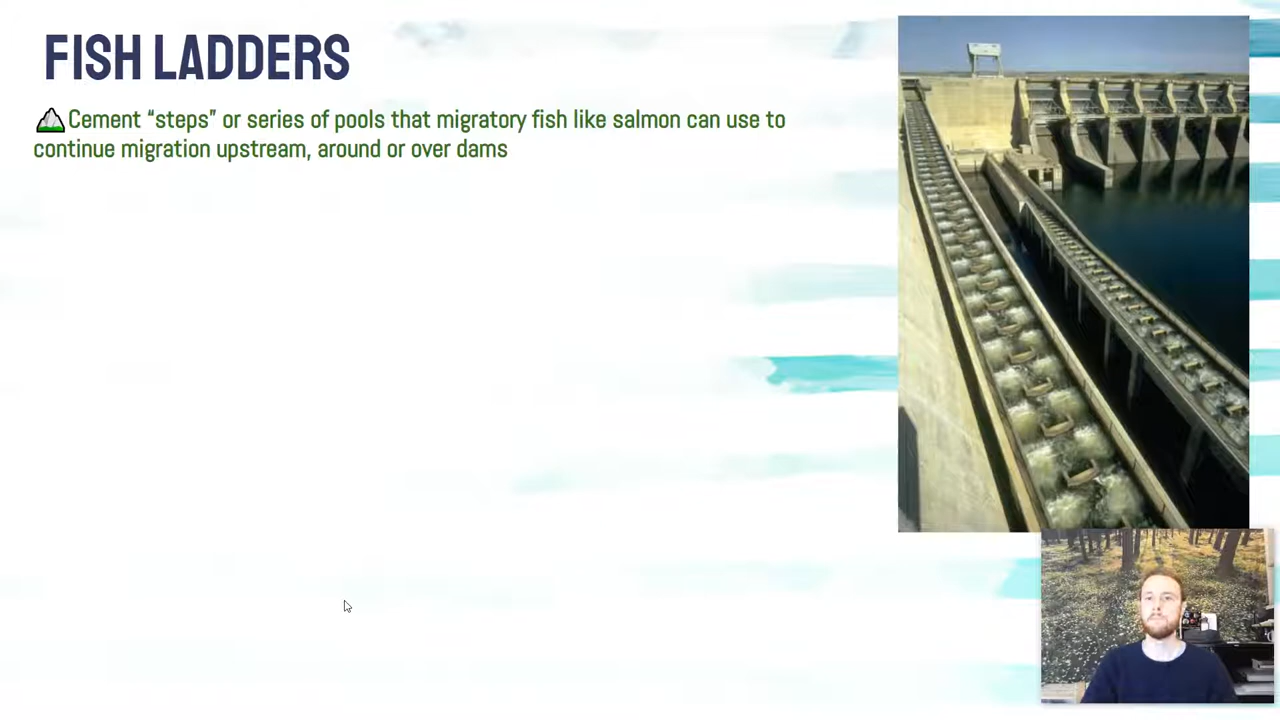 FISH LADDERS
Cement “steps” or series of pools that migratory fish like salmon can use to
continue migration upstream, around or over dams